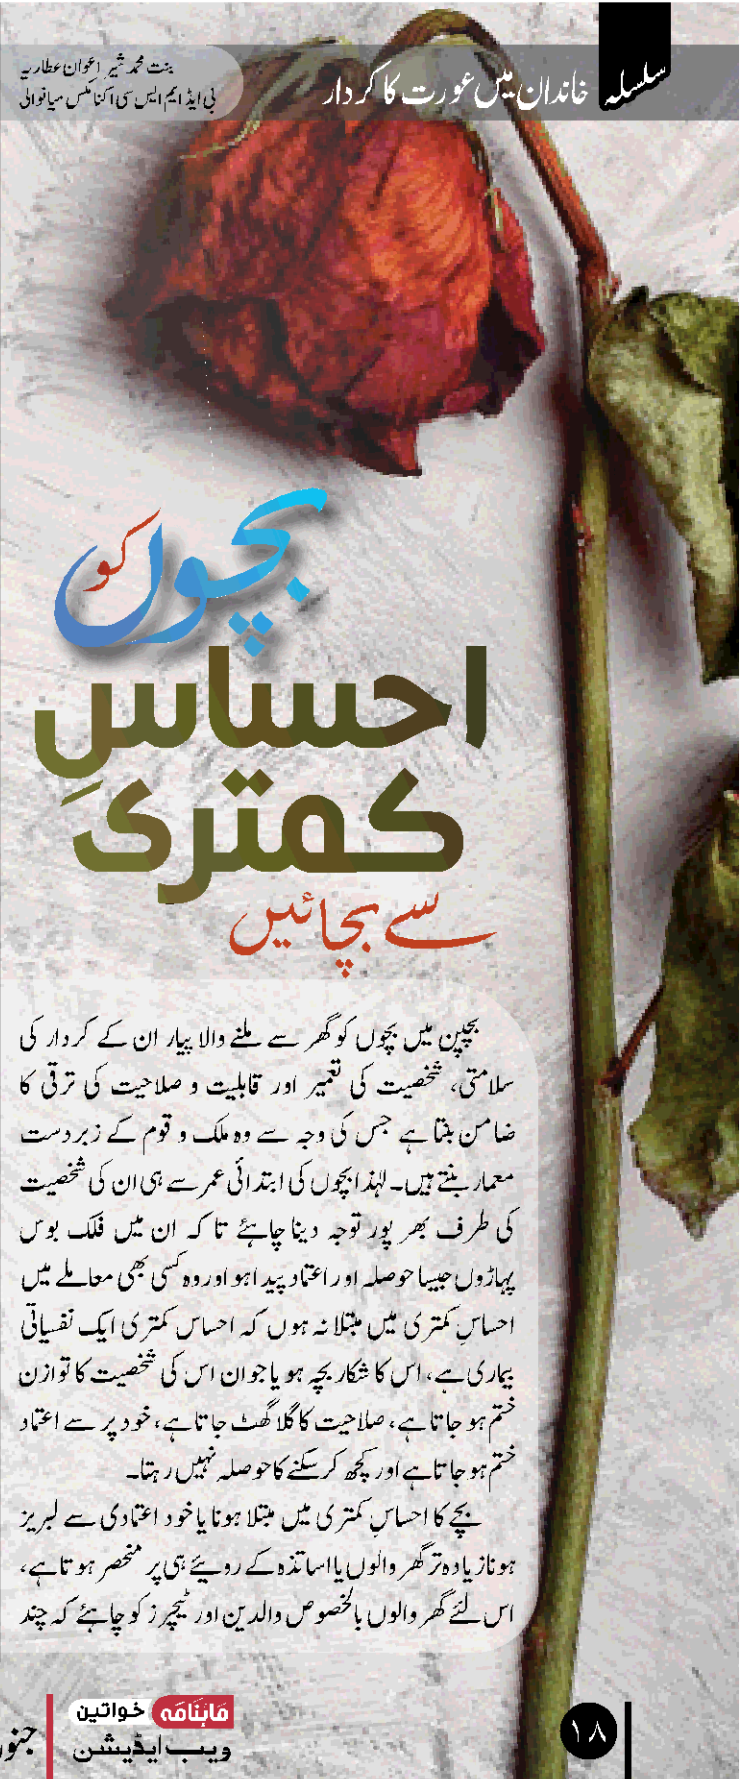 سلسلہ
خاندان میں عورت کا کردار
بنت محمد شیر اعوان عطاریہ
بی ایڈ ایم ایس سی اکنامکس میانوالی
بچوں کو
احساسِ
کمتری
سے بچائیں
بچپن میں بچوں کو گھر سے ملنے والا پیار ان کے کردار کی
سلامتی، شخصیت کی تعمیر اور قابلیت و صلاحیت کی ترقی کا
ضامن بنتا ہے جس کی وجہ سے وہ ملک و قوم کے زبردست
معمار بنتے ہیں۔ لہٰذا بچوں کی ابتدائی عمر سے ہی ان کی شخصیت
کی طرف بھر پور توجہ دینا چاہئے تا کہ ان میں فلک بوس
پہاڑوں جیسا حوصلہ اور اعتماد پیدا ہو اور وہ کسی بھی معاملے میں
احساسِ کمتری میں مبتلا نہ ہوں کہ احساس کمتری ایک نفسیاتی
بیماری ہے، اس کا شکار بچہ ہو یا جوان اس کی شخصیت کا توازن
ختم ہو جاتا ہے، صلاحیت کا گلا گھٹ جاتا ہے، خود پر سے اعتماد
ختم ہو جاتا ہے اور کچھ کر سکنے کا حوصلہ نہیں رہتا۔
بچے کا احساسِ کمتری میں مبتلا ہونا یا خود اعتمادی سے لبریز
ہونا زیادہ تر گھر والوں یا اساتذہ کے رویئے ہی پر منحصر ہوتا ہے،
اس لئے گھر والوں بالخصوص والدین اور ٹیچرز کو چاہئے کہ چند
۱۸
ماہنامہ خواتین
ویب ایڈیشن